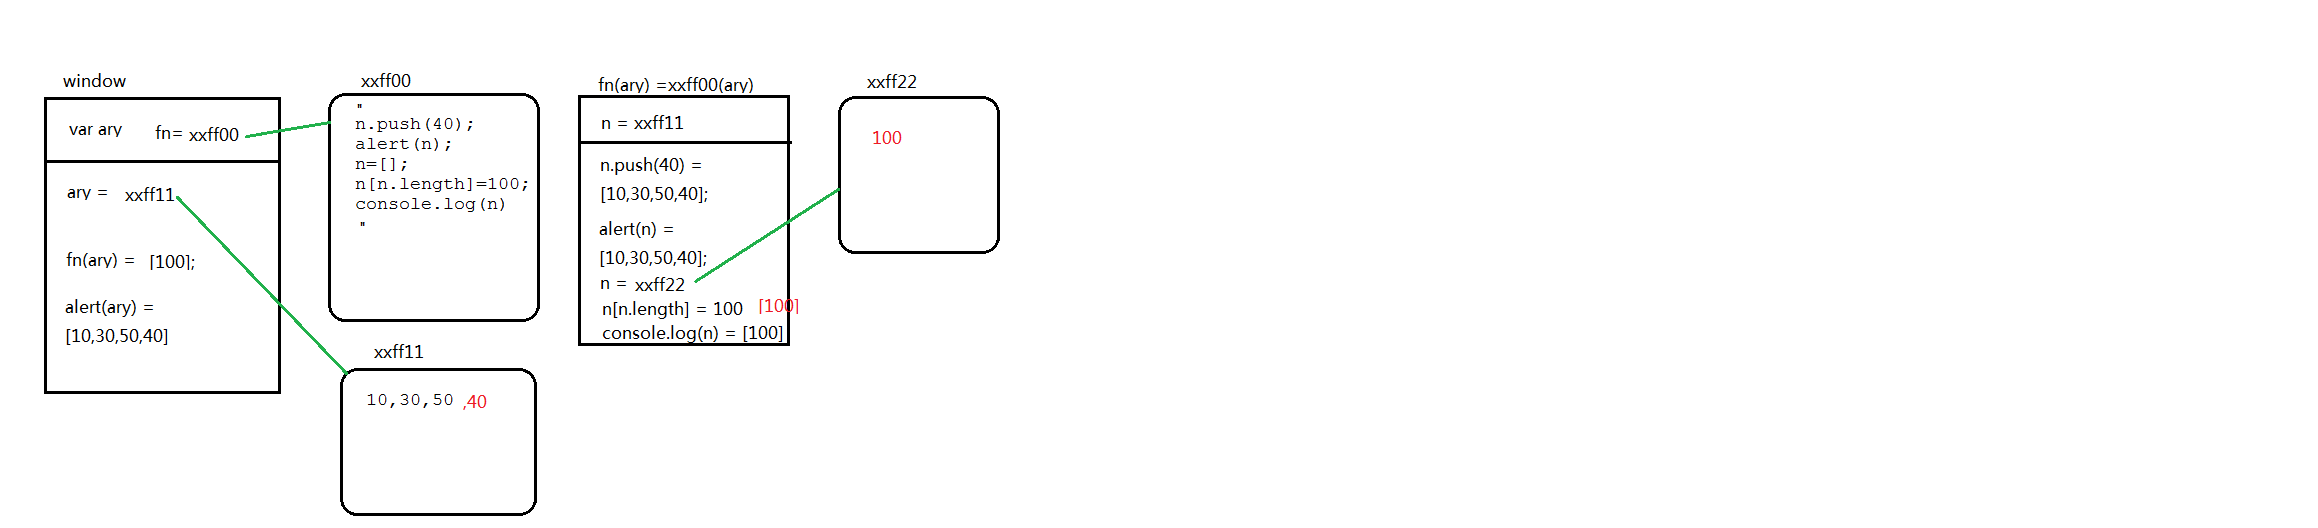 window
var ary fn= xxff00
ary = xxff11
fn(ary) = [100];
alert(ary) =
[10,30,50,40]
xxff00
"
n.push(40);
alert(n);
n=[];
n[n.length]=100;
console.log(n)
"
xxff11
10,30,50 ,40
fn(ary) =xxff00(ary)
n = xxff11
n.push(40) =
[10,30,50,40];
alert(n) =
[10,30,50,40];
n = xxff22
n[n.length] = 100 [100]
console.log(n) = [100]
xxff22
100